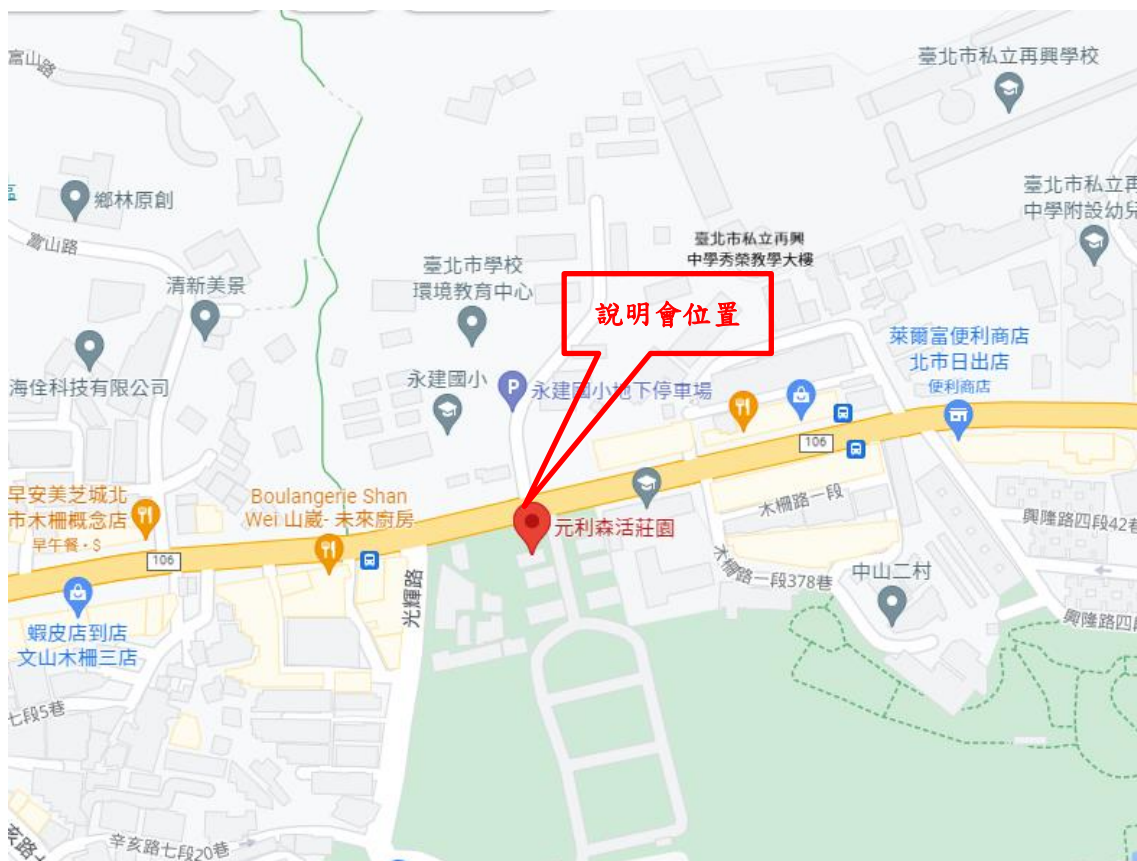 富山路
臺北市私立再興學校
臺北市私立再
中學附設幼兒
鄉林原創
富山路
臺北市私立再興
中學秀榮教學大樓
清新美景
臺北市學校
環境教育中心
說明會位置
萊爾富便利商店
北市日出店
便利商店
海佺科技有限公司
永建國小
P
永建國小地下停車場
106
早安美芝城北
市木柵概念店
早午餐・$
Boulangerie Shan
Wei 山崴- 未來廚房
元利森活莊園
木柵路一段
興隆路四段42巷
106
木柵路一段378巷
中山二村
光輝路
蝦皮店到店
文山木柵三店
興隆路四段
七段5巷
辛亥路七段20巷
亥路